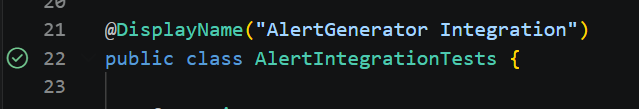 20
21 @DisplayName("AlertGenerator Integration")
22 public class AlertIntegrationTests {
23